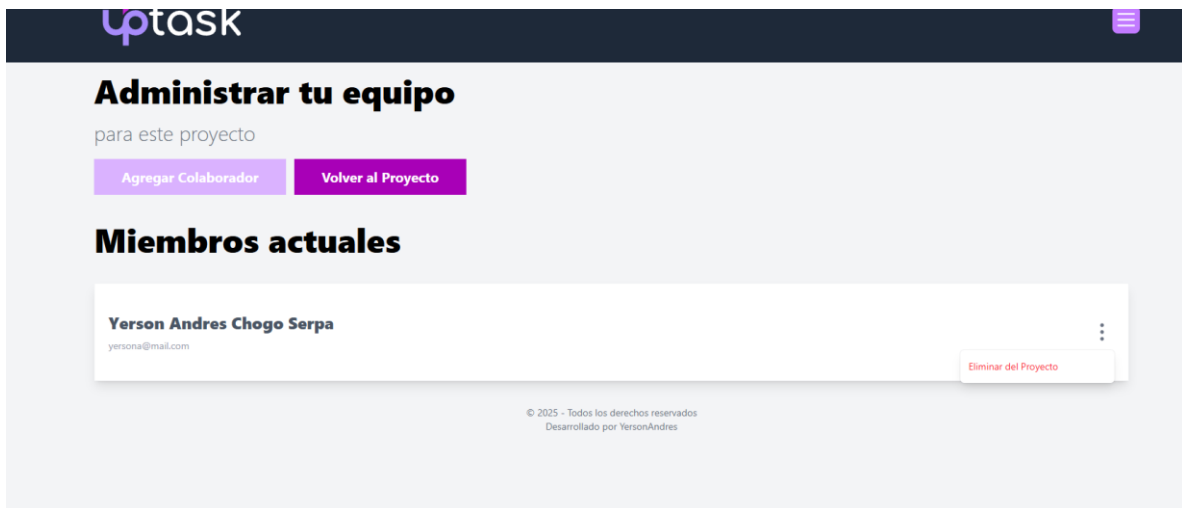 uptask
Administrar tu equipo
para este proyecto
Agregar Colaborador
Volver al Proyecto
Miembros actuales
Yerson Andres Chogo Serpa
yersona@mail.com
Eliminar del Proyecto
© 2025 - Todos los derechos reservados
Desarrollado por YersonAndres